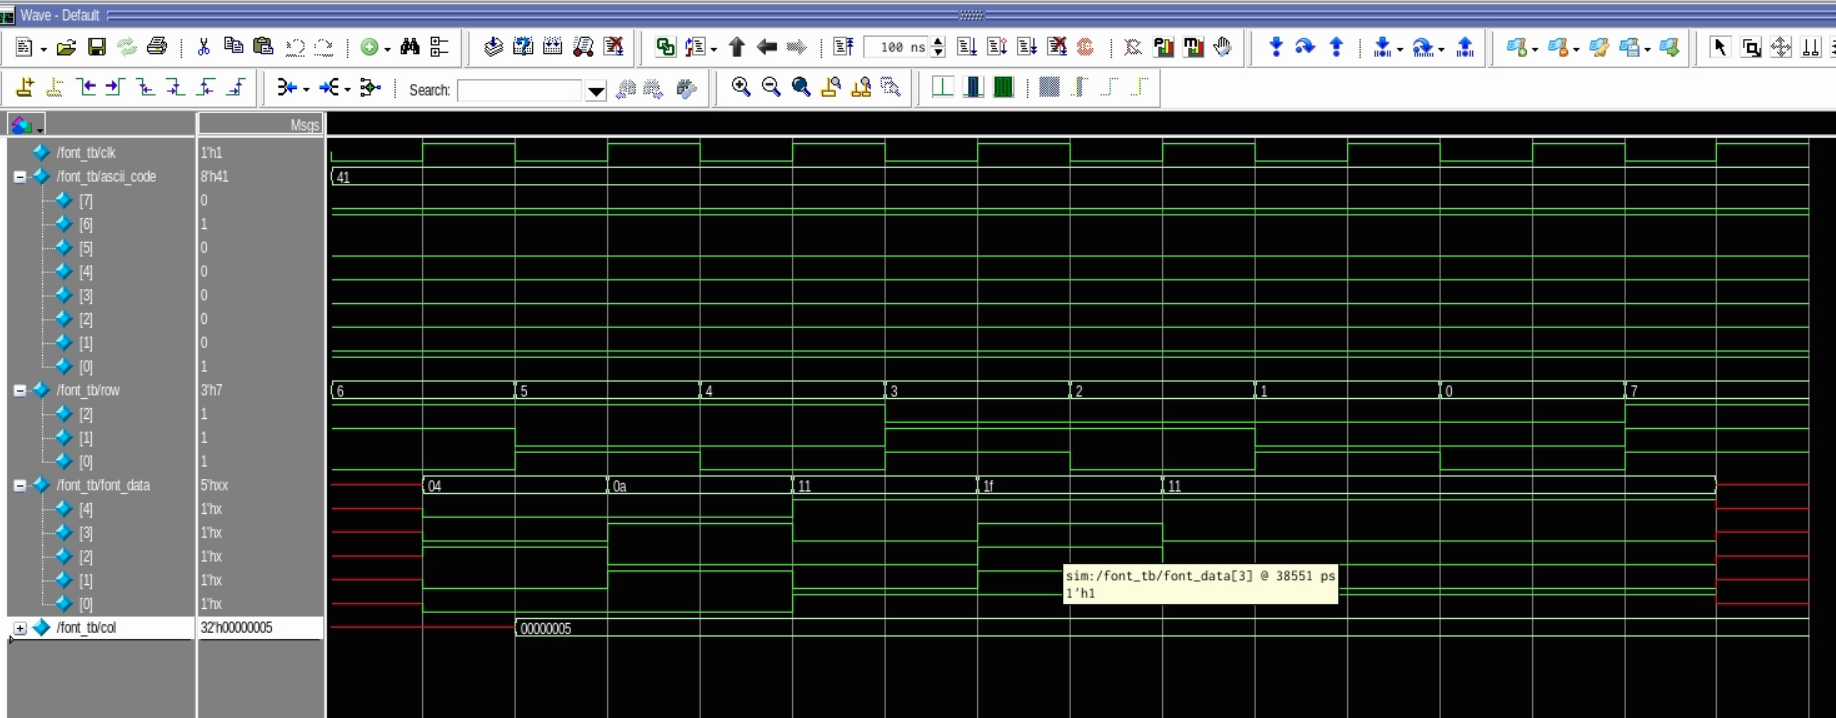 Wave - Default
100 ns
Search:
Msgs
/font_tb/clk 1'h1
/font_tb/ascii_code 8'h41 41
[7] 0
[6] 1
[5] 0
[4] 0
[3] 0
[2] 0
[1] 0
[0] 1
/font_tb/row 3'h7 6 5 4 3 2 1 0 7
[2] 1
[1] 1
[0] 1
/font_tb/font_data 5'hxx 04 0a 11 1f 11
[4] 1'hx
[3] 1'hx
[2] 1'hx
[1] 1'hx
[0] 1'hx
sim:/font_tb/font_data[3] @ 38551 ps
1'h1
/font_tb/col 32'h00000005 00000005